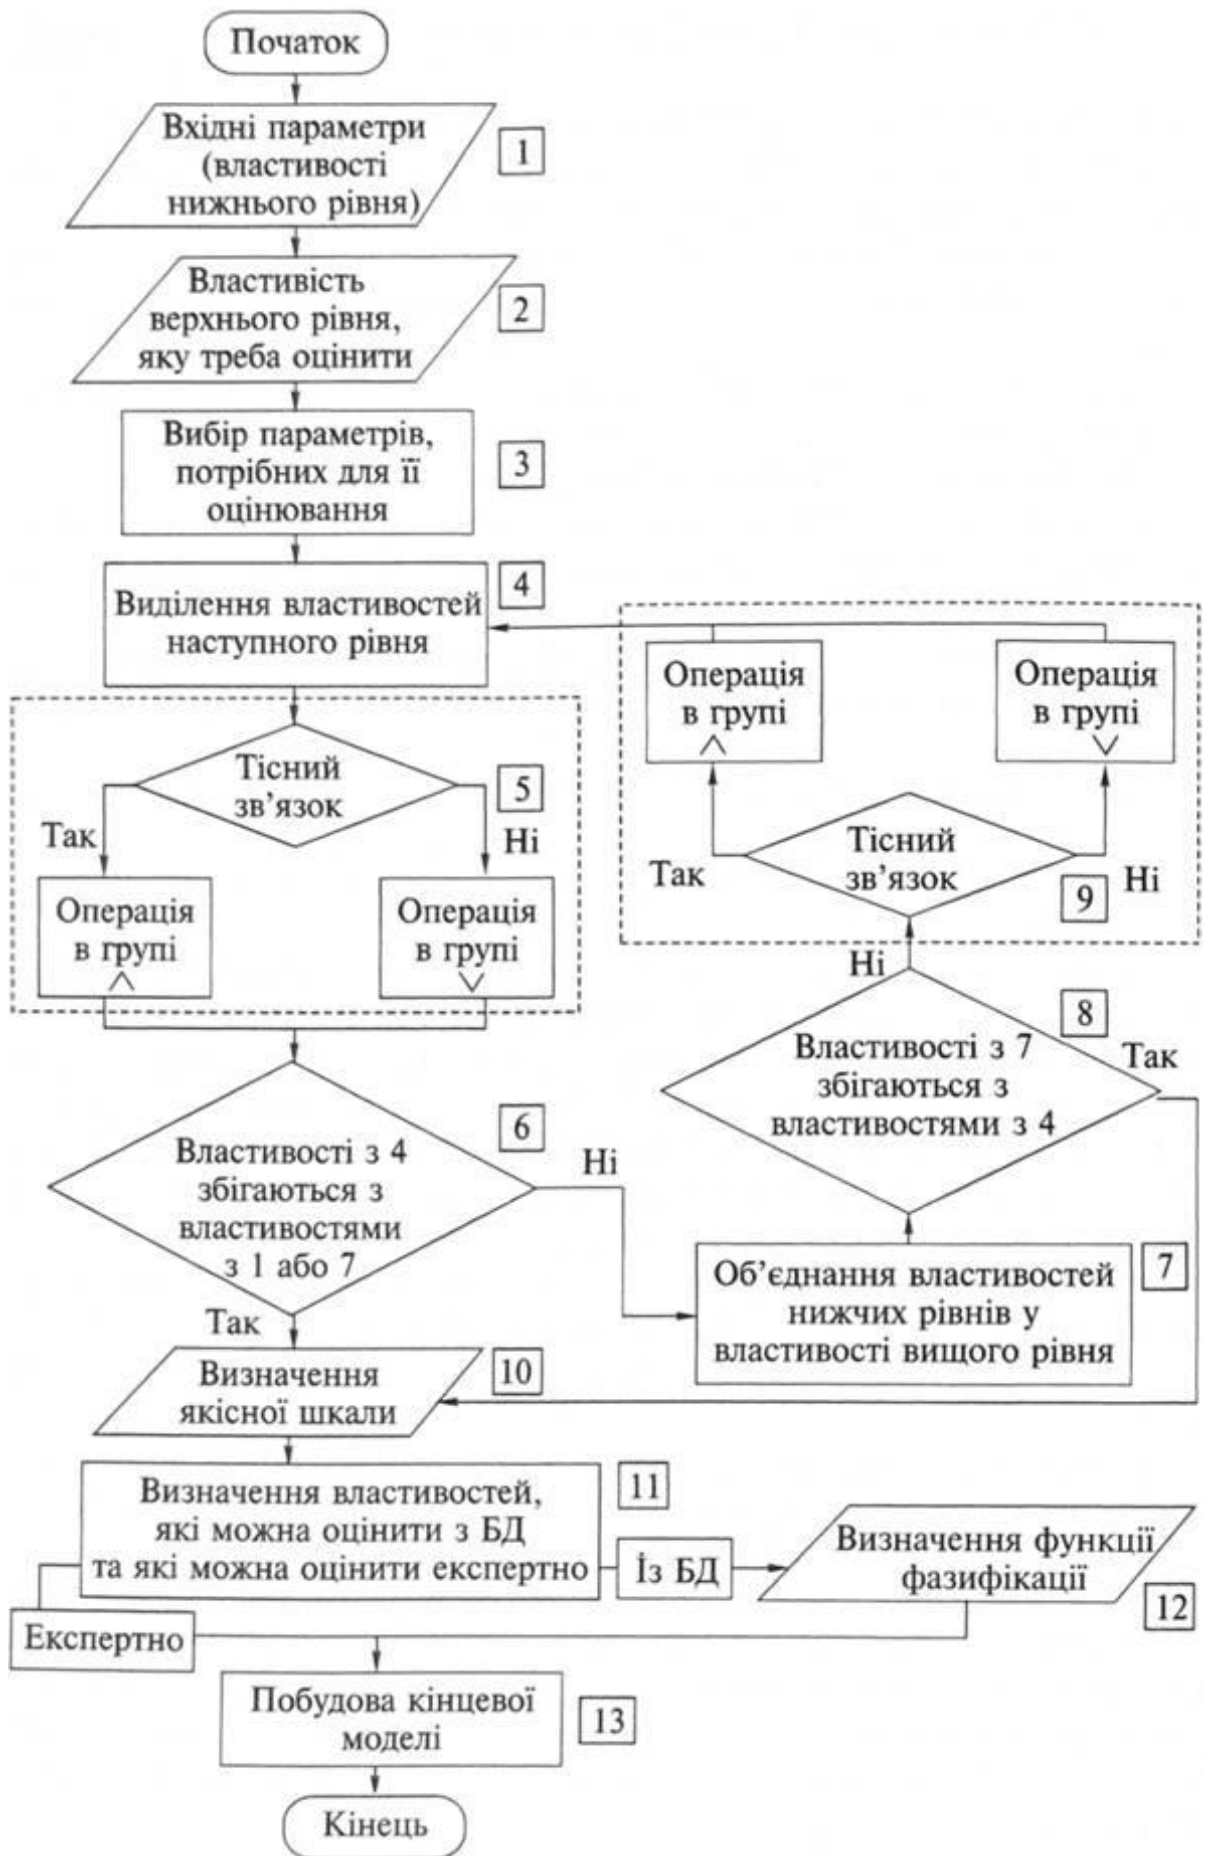 Початок
Вхідні параметри
(властивості
нижнього рівня)
1
Властивість
верхнього рівня,
яку треба оцінити
2
Вибір параметрів,
потрібних для її
оцінювання
3
Виділення властивостей
наступного рівня
4
Тісний
зв’язок
5
Так
Ні
Операція
в групі
∧
Операція
в групі
∨
Властивості з 4
збігаються з
властивостями
з 1 або 7
6
Ні
Так
Об’єднання властивостей
нижчих рівнів у
властивості вищого рівня
7
Властивості з 7
збігаються з
властивостями з 4
8
Ні
Так
Тісний
зв’язок
9
Так
Ні
Операція
в групі
∧
Операція
в групі
∨
Визначення
якісної шкали
10
Визначення властивостей,
які можна оцінити з БД
та які можна оцінити експертно
11
Із БД
Визначення функції
фазифікації
12
Експертно
Побудова кінцевої
моделі
13
Кінець